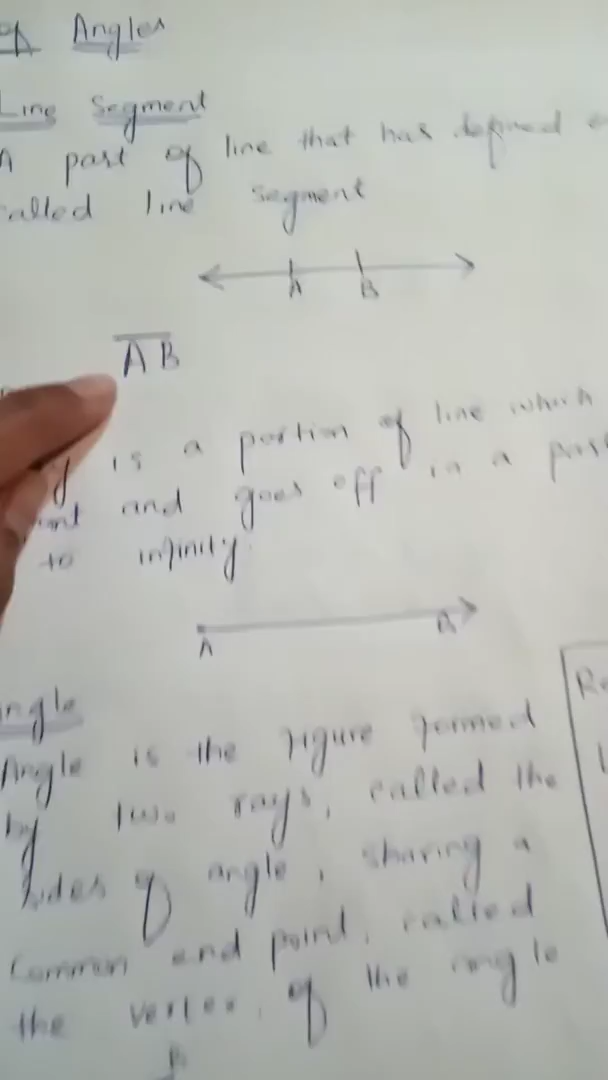 of Angles
Line Segment
A part of line that has defined
called line segment
A B
AB
is a portion of line which
and goes off in a
to infinity.
A B
Angle is the figure formed
by two rays, called the
sides of angle, sharing a
common end point, called
the vertex, of the angle
B